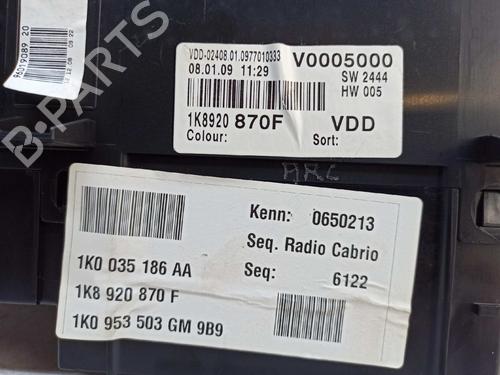 96019089 20
VDD-02408.01.0977010333
08.01.09 11:29
V0005000
SW 2444
HW 005
1K8920 870F VDD
Colour: Sort:
ARL
Kenn: 0650213
Seq. Radio Cabrio
1K0 035 186 AA Seq: 6122
1K8 920 870 F
1K0 953 503 GM 9B9
B-PARTS